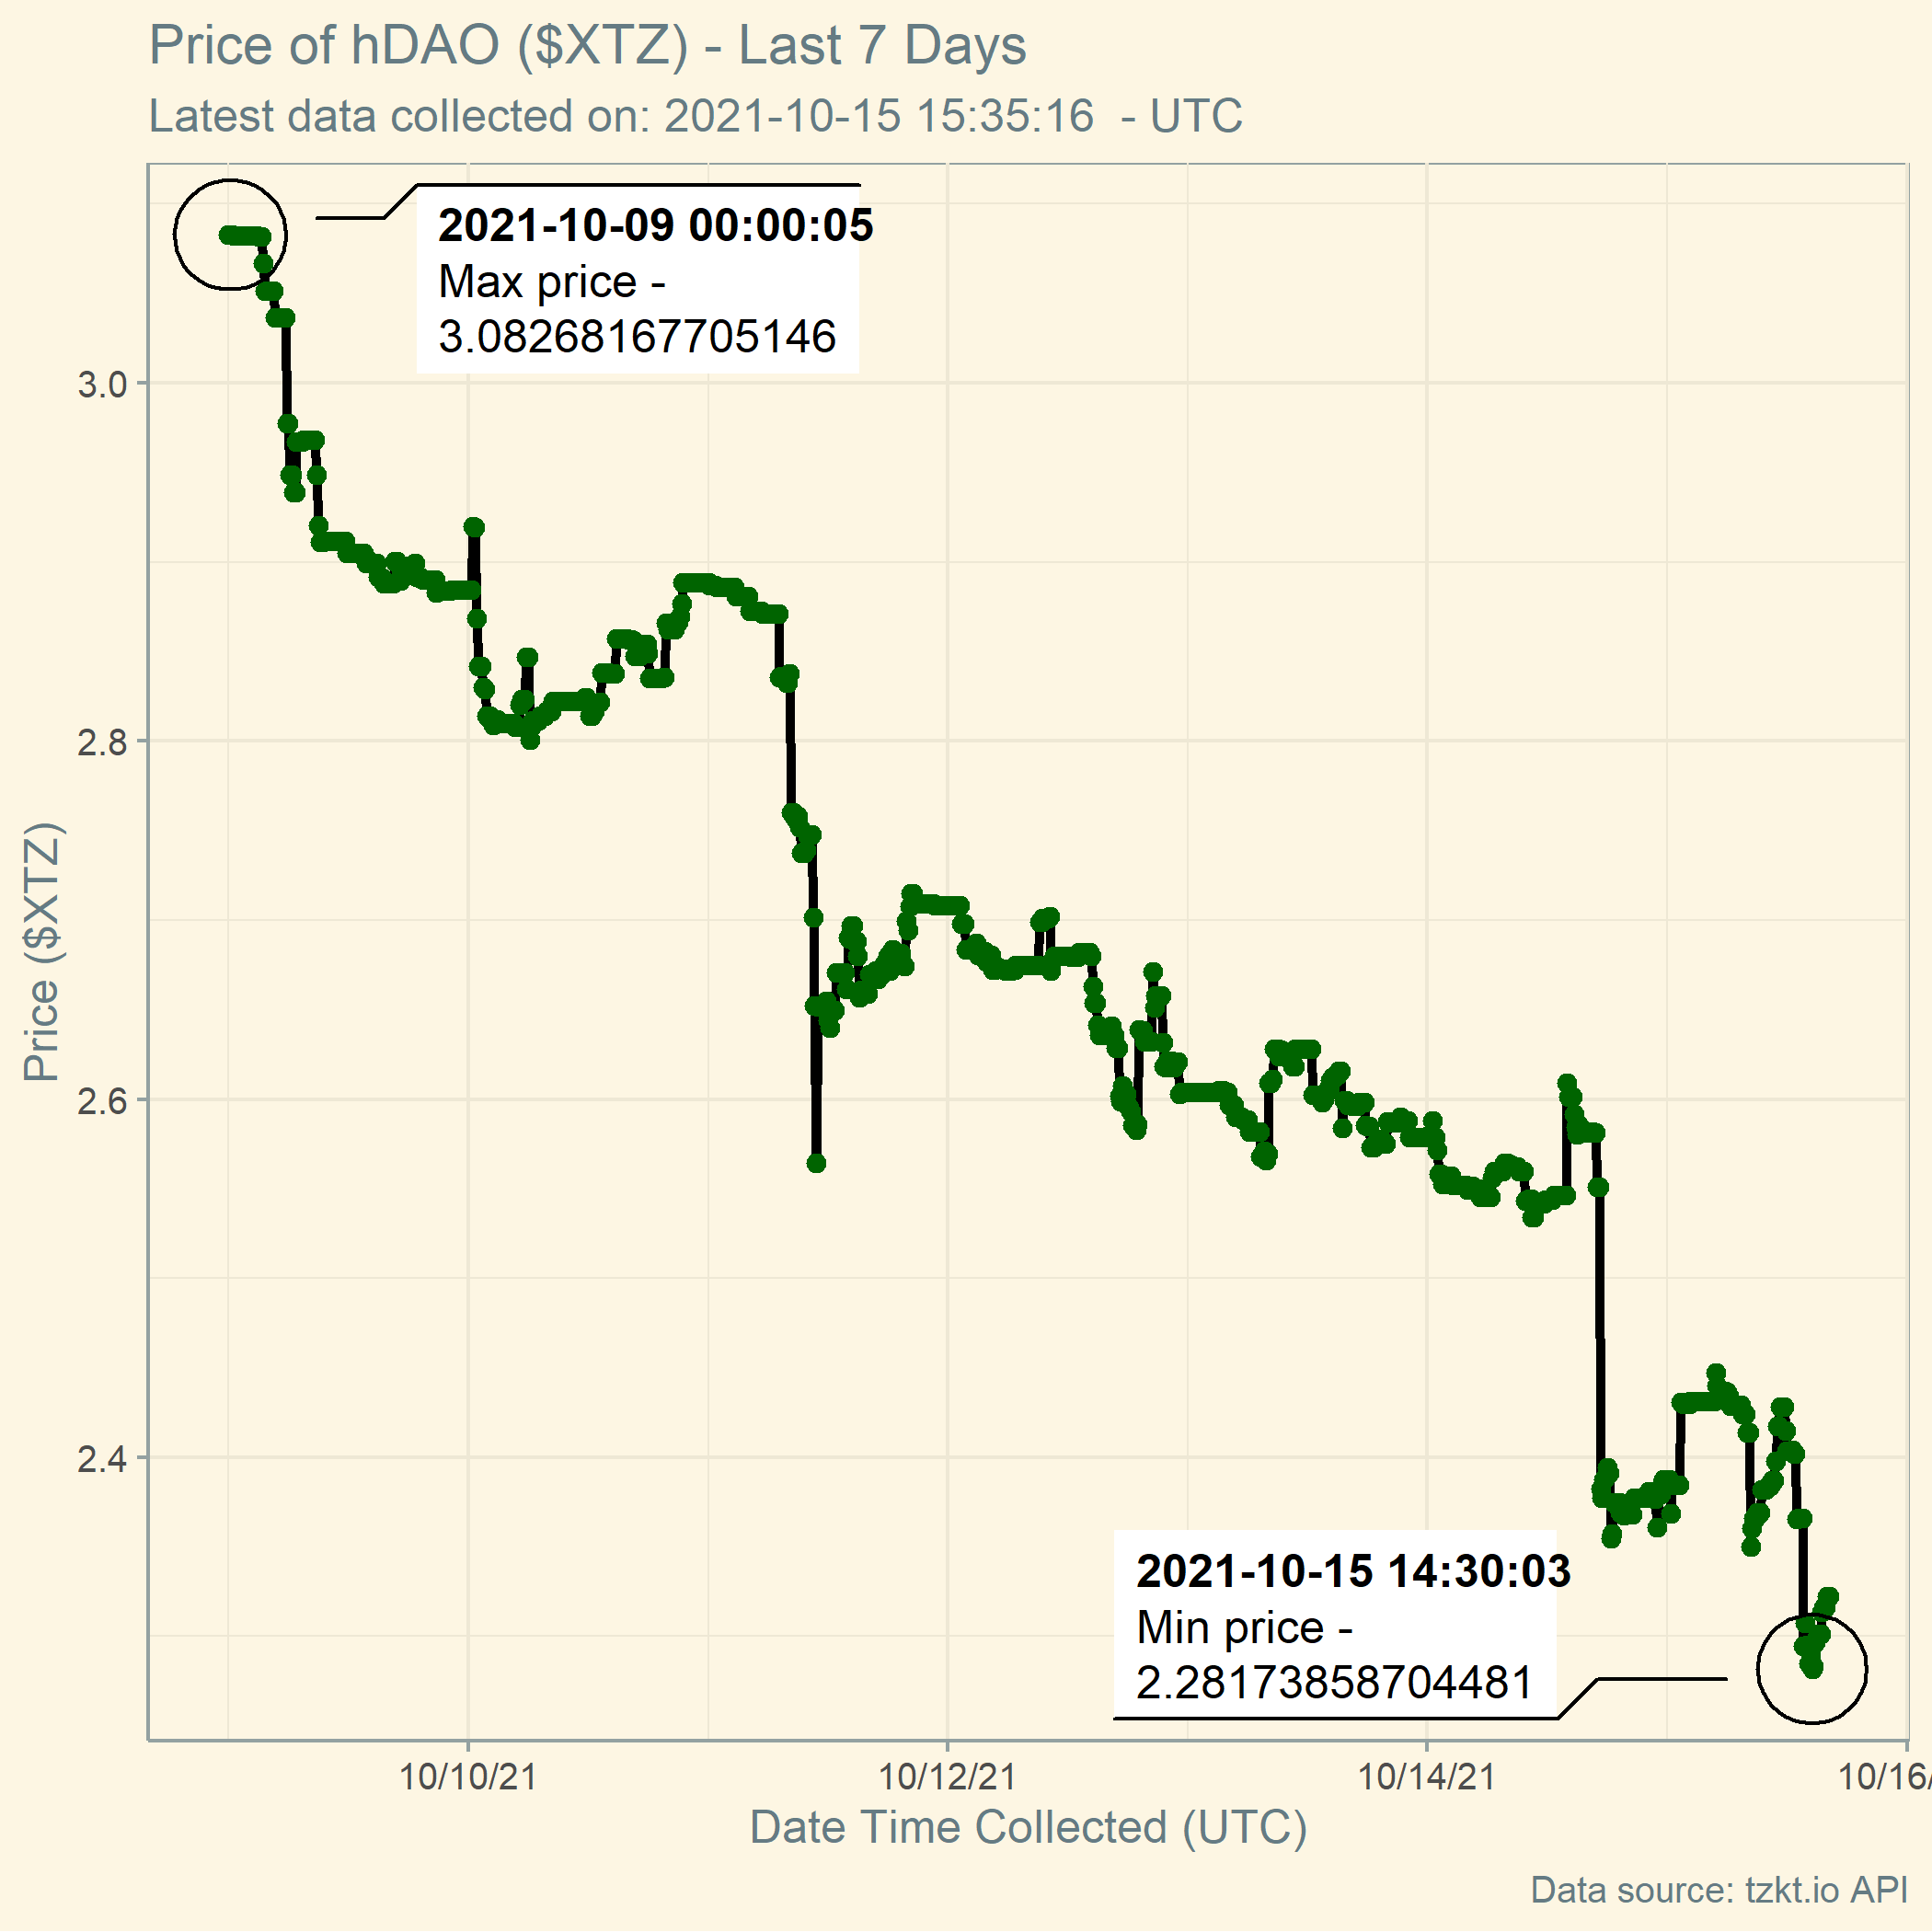 Price of hDAO ($XTZ) - Last 7 Days
Latest data collected on: 2021-10-15 15:35:16  - UTC
2021-10-09 00:00:05
Max price -
3.08268167705146
3.0
2.8
2.6
2.4
Price ($XTZ)
2021-10-15 14:30:03
Min price -
2.28173858704481
10/10/21
10/12/21
10/14/21
10/16/
Date Time Collected (UTC)
Data source: tzkt.io API